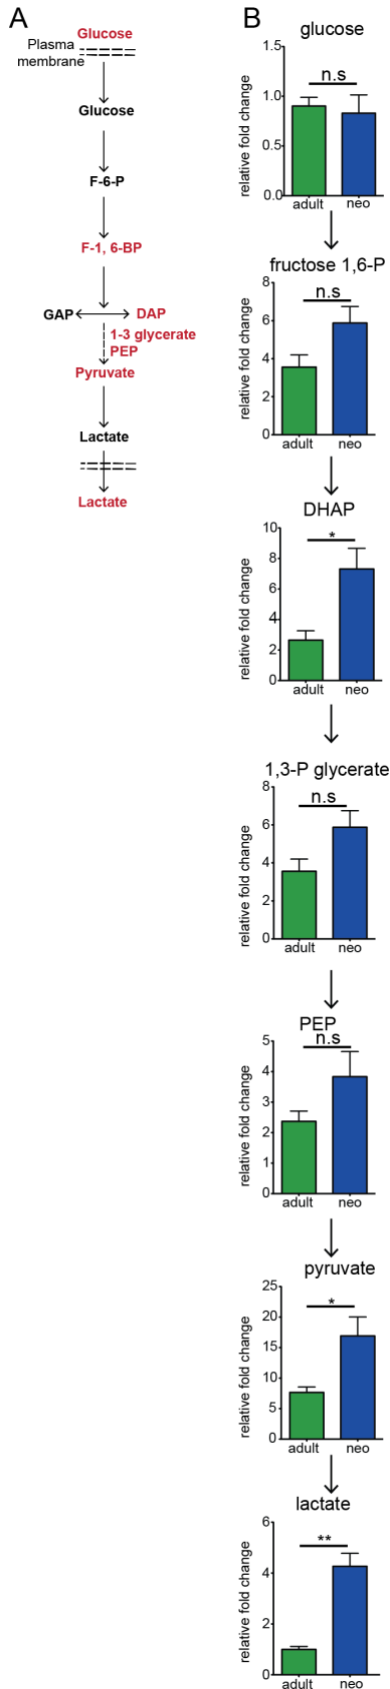 A
Glucose
Plasma
membrane
Glucose
F-6-P
F-1, 6-BP
GAP DAP
1-3 glycerate
PEP
Pyruvate
Lactate
Lactate
B
glucose
relative fold change
1.5
1.0
0.5
0.0
n.s
adult neo
fructose 1,6-P
relative fold change
8
6
4
2
0
n.s
adult neo
DHAP
relative fold change
10
8
6
4
2
0
*
adult neo
1,3-P glycerate
relative fold change
8
6
4
2
0
n.s
adult neo
PEP
relative fold change
5
4
3
2
1
0
n.s
adult neo
pyruvate
relative fold change
25
20
15
10
5
0
*
adult neo
lactate
relative fold change
6
4
2
0
**
adult neo